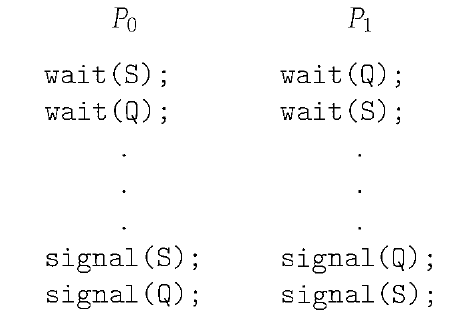 P0 P1
wait(S); wait(Q);
wait(Q); wait(S);
. .
. .
. .
signal(S); signal(Q);
signal(Q); signal(S);